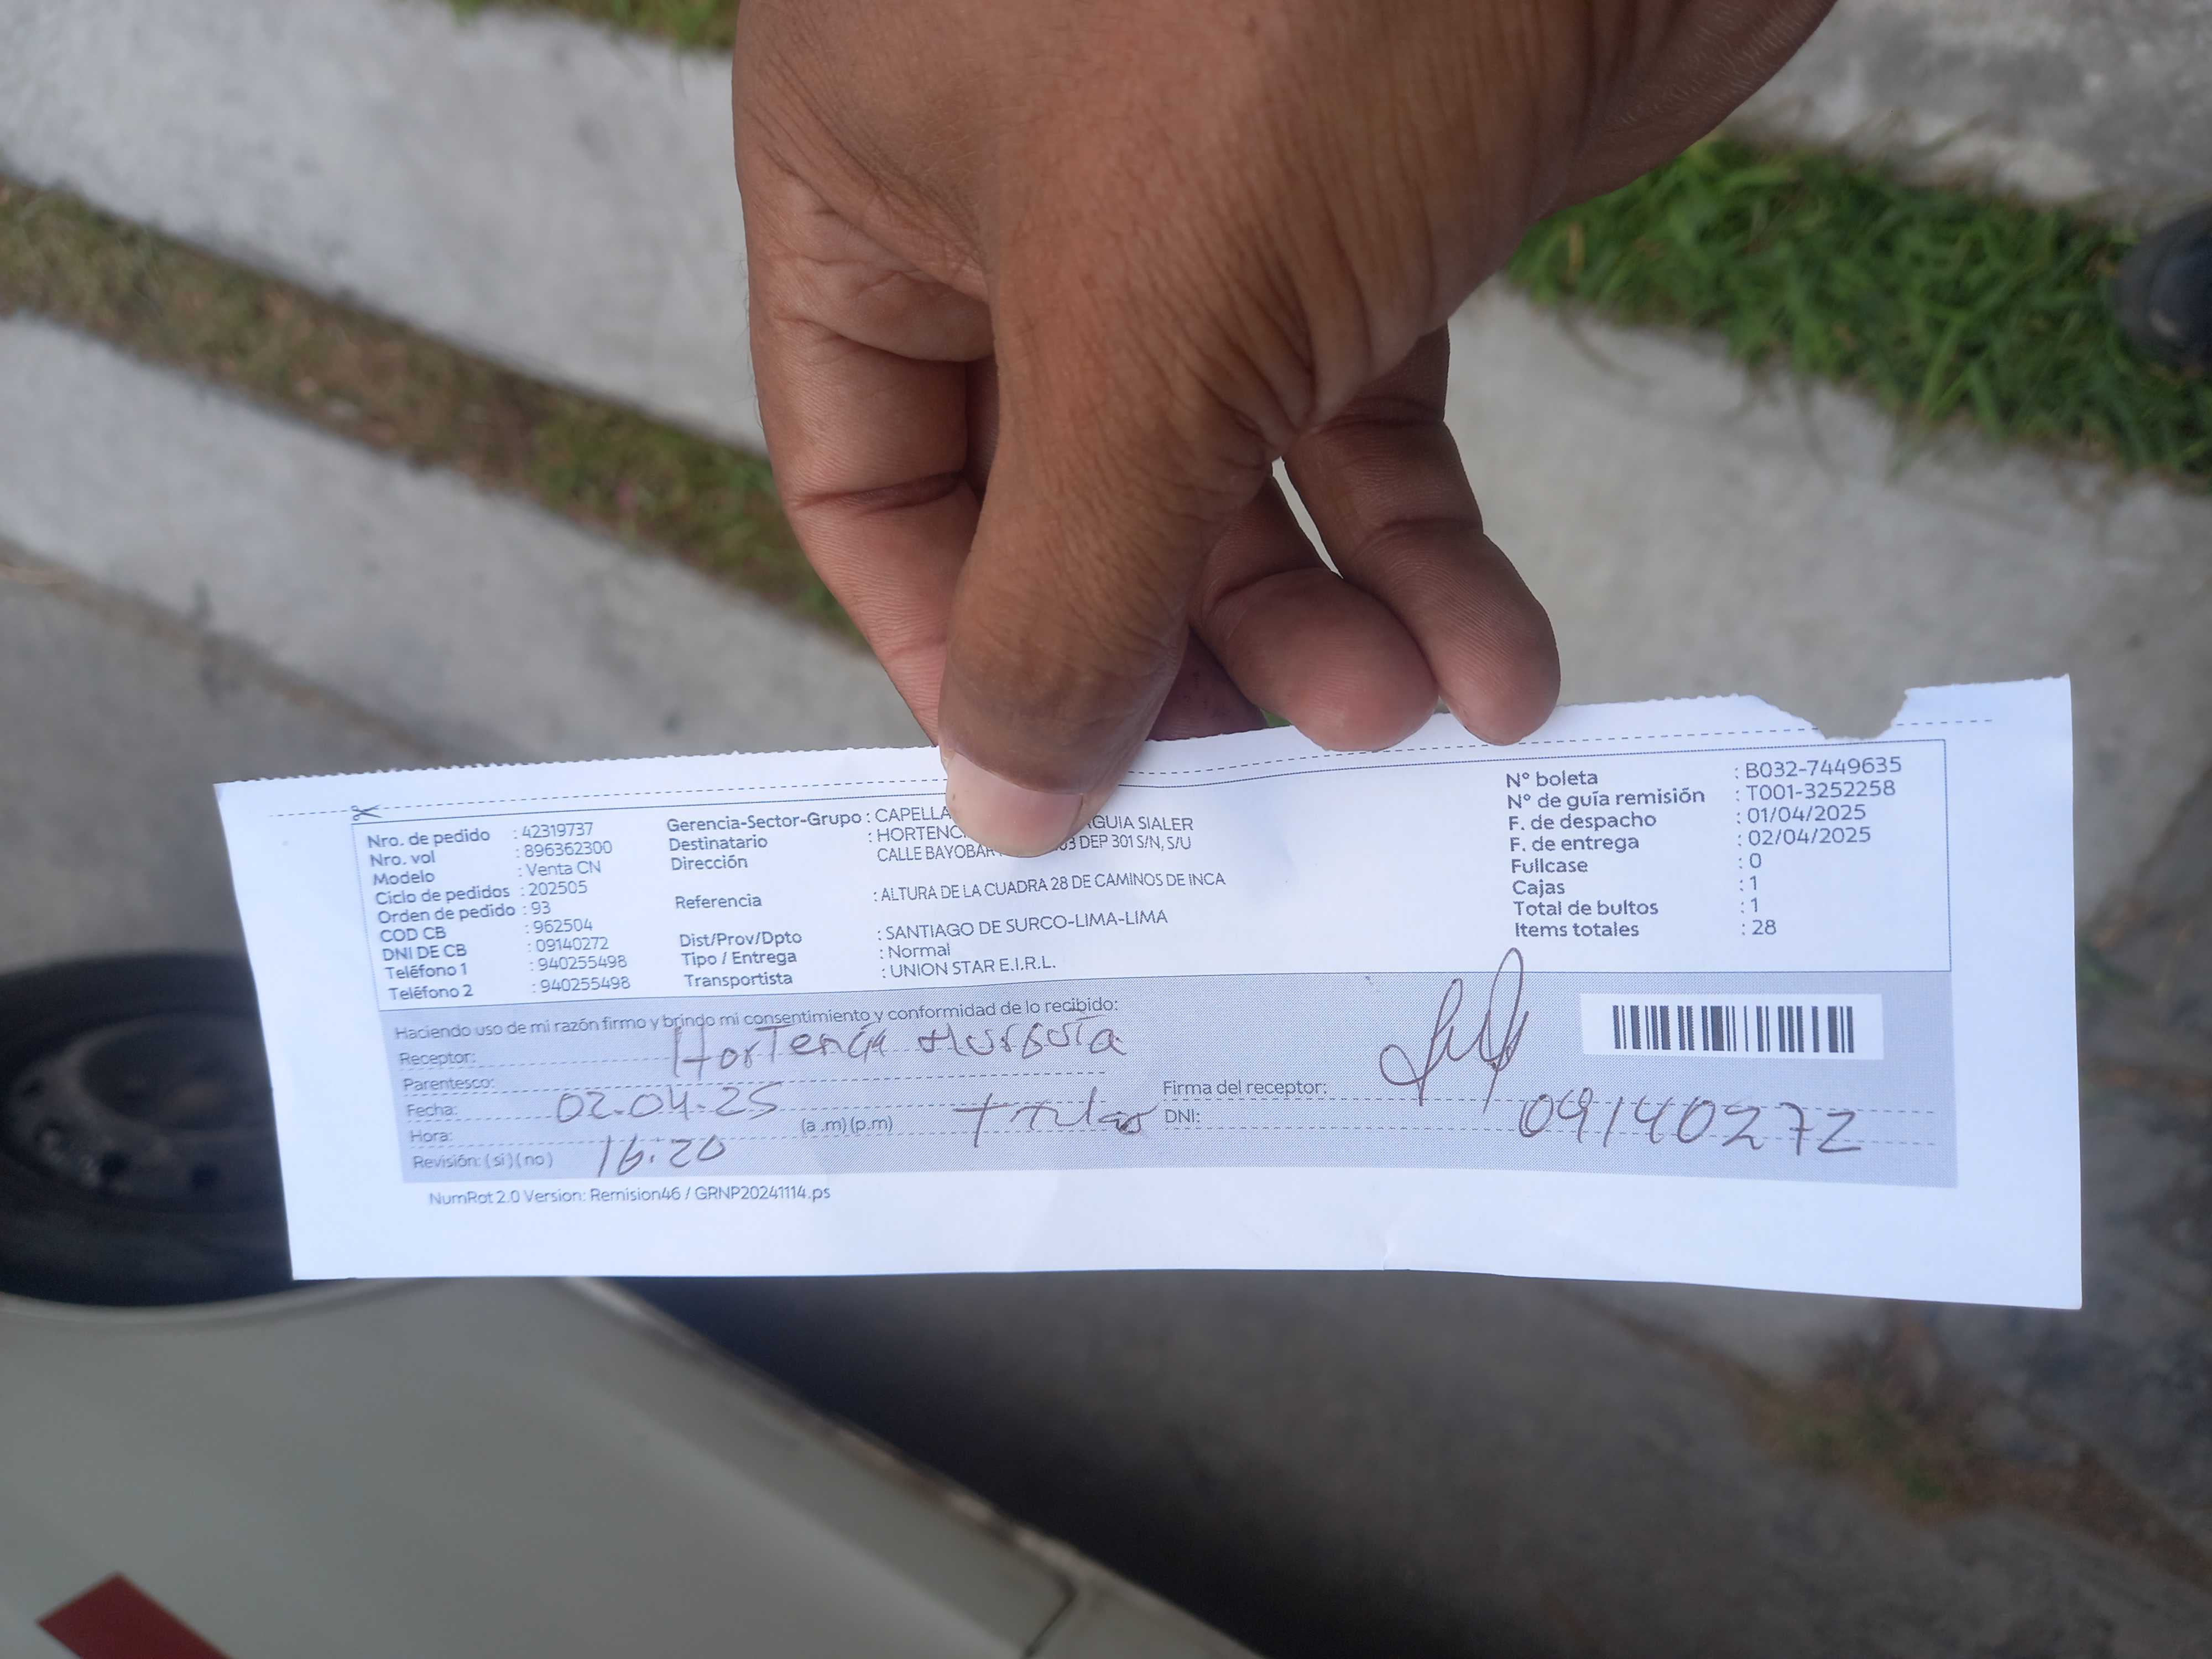 Nro. de pedido : 42319737
Nro. vol : 896362300
Modelo : Venta CN
Ciclo de pedidos : 202505
Orden de pedido : 93
COD CB : 962504
DNI DE CB : 09140272
Teléfono 1 : 940255498
Teléfono 2 : 940255498
Gerencia-Sector-Grupo : CAPELLA
Destinatario : HORTENC AGUIA SIALER
Dirección CALLE BAYOBAR 03 DEP 301 S/N, S/U
Referencia : ALTURA DE LA CUADRA 28 DE CAMINOS DE INCA
Dist/Prov/Dpto : SANTIAGO DE SURCO-LIMA-LIMA
Tipo / Entrega : Normal
Transportista : UNION STAR E.I.R.L.
N° boleta : B032-7449635
N° de guía remisión : T001-3252258
F. de despacho : 01/04/2025
F. de entrega : 02/04/2025
Fullcase : 0
Cajas : 1
Total de bultos : 1
Items totales : 28
Haciendo uso de mi razón firmo y brindo mi consentimiento y conformidad de lo recibido:
Receptor: Hortencia Murguia
Parentesco:
Fecha: 02.04.25
Hora: 16:20 (a .m) (p.m) titular
Revisión: (si) (no)
Firma del receptor:
DNI: 09140272
NumRot 2.0 Version: Remision46 / GRNP20241114.ps